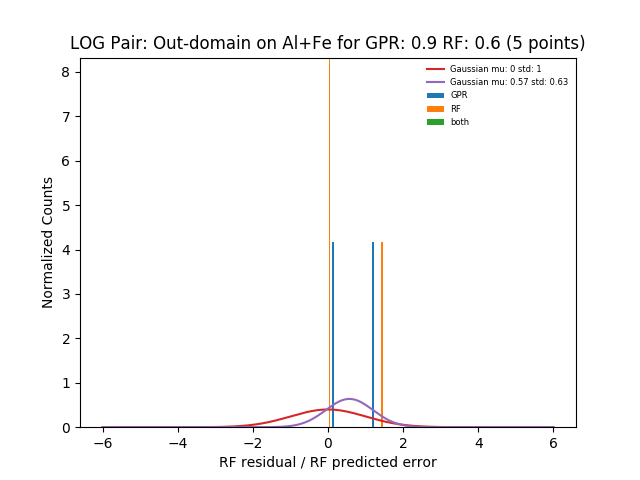 LOG Pair: Out-domain on Al+Fe for GPR: 0.9 RF: 0.6 (5 points)
Gaussian mu: 0 std: 1
Gaussian mu: 0.57 std: 0.63
GPR
RF
both
Normalized Counts
8
7
6
5
4
3
2
1
0
−6 −4 −2 0 2 4 6
RF residual / RF predicted error